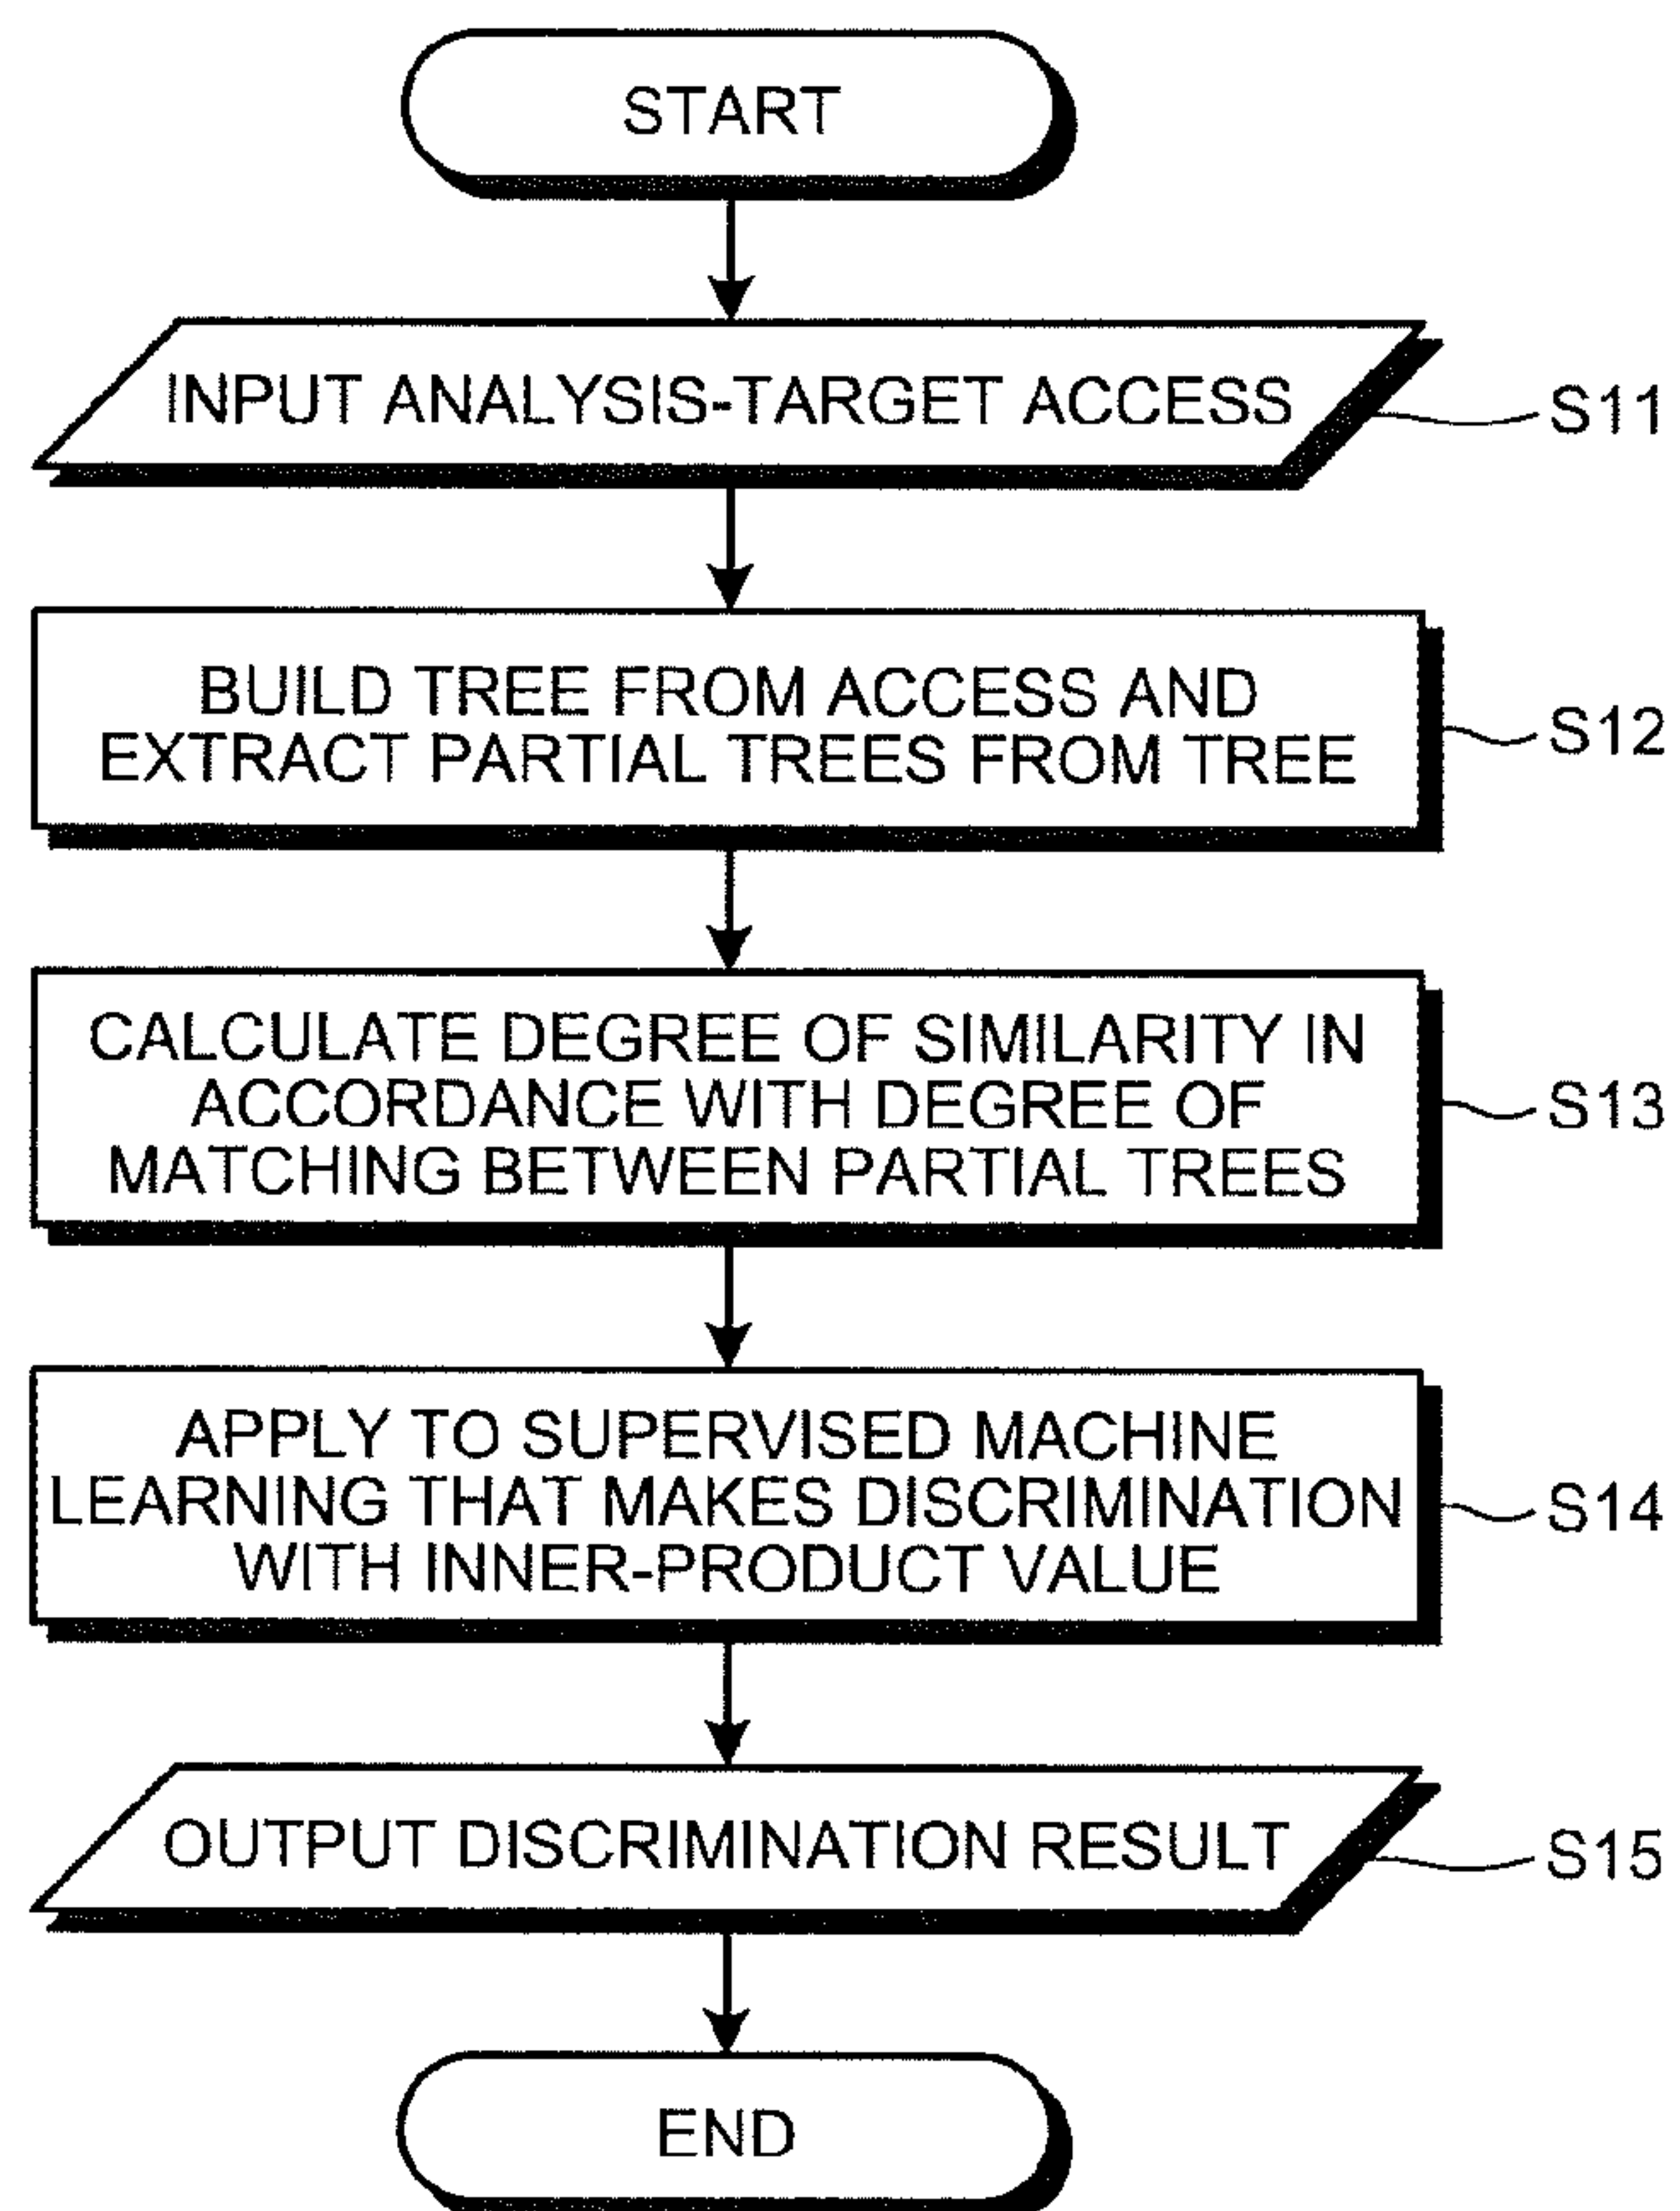 START
INPUT ANALYSIS-TARGET ACCESS
S11
BUILD TREE FROM ACCESS AND
EXTRACT PARTIAL TREES FROM TREE
S12
CALCULATE DEGREE OF SIMILARITY IN
ACCORDANCE WITH DEGREE OF
MATCHING BETWEEN PARTIAL TREES
S13
APPLY TO SUPERVISED MACHINE
LEARNING THAT MAKES DISCRIMINATION
WITH INNER-PRODUCT VALUE
S14
OUTPUT DISCRIMINATION RESULT
S15
END